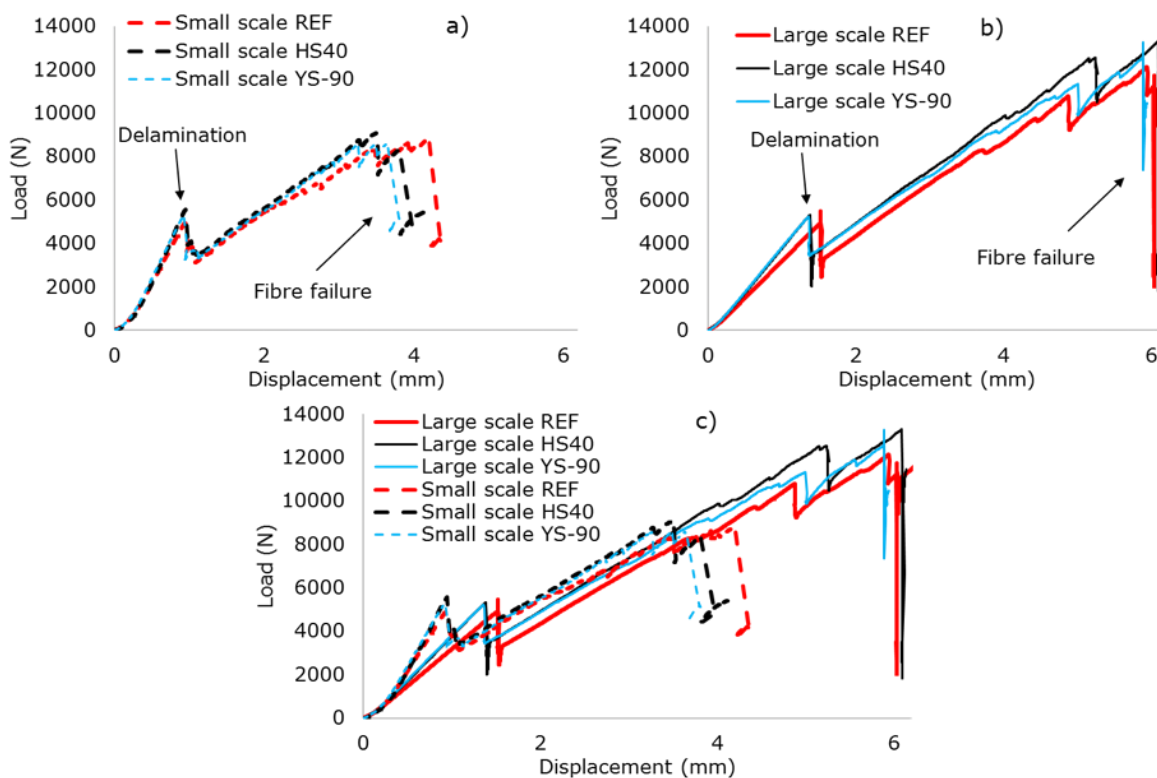 a)
Small scale REF
Small scale HS40
Small scale YS-90
Delamination
Fibre failure
Load (N)
14000
12000
10000
8000
6000
4000
2000
0
0 2 4 6
Displacement (mm)
b)
Large scale REF
Large scale HS40
Large scale YS-90
Delamination
Fibre failure
Load (N)
14000
12000
10000
8000
6000
4000
2000
0
0 2 4 6
Displacement (mm)
c)
Large scale REF
Large scale HS40
Large scale YS-90
Small scale REF
Small scale HS40
Small scale YS-90
Load (N)
14000
12000
10000
8000
6000
4000
2000
0
0 2 4 6
Displacement (mm)